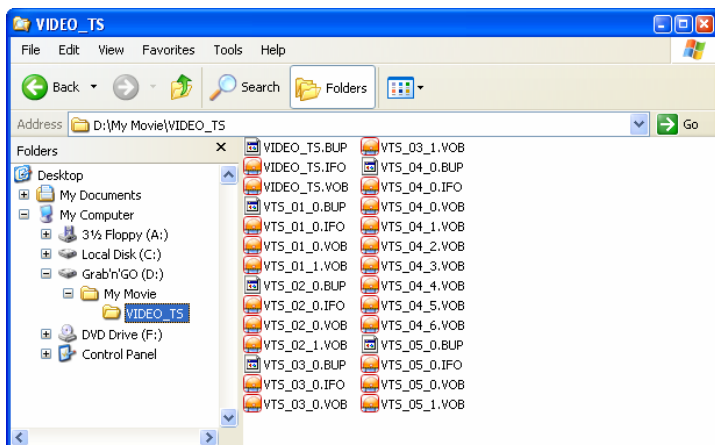 VIDEO_TS
File Edit View Favorites Tools Help
Back Search Folders
Address D:\My Movie\VIDEO_TS Go
Folders
Desktop
My Documents
My Computer
3½ Floppy (A:)
Local Disk (C:)
Grab'n'GO (D:)
My Movie
VIDEO_TS
DVD Drive (F:)
Control Panel
VIDEO_TS.BUP
VIDEO_TS.IFO
VIDEO_TS.VOB
VTS_01_0.BUP
VTS_01_0.IFO
VTS_01_0.VOB
VTS_01_1.VOB
VTS_02_0.BUP
VTS_02_0.IFO
VTS_02_0.VOB
VTS_02_1.VOB
VTS_03_0.BUP
VTS_03_0.IFO
VTS_03_0.VOB
VTS_03_1.VOB
VTS_04_0.BUP
VTS_04_0.IFO
VTS_04_0.VOB
VTS_04_1.VOB
VTS_04_2.VOB
VTS_04_3.VOB
VTS_04_4.VOB
VTS_04_5.VOB
VTS_04_6.VOB
VTS_05_0.BUP
VTS_05_0.IFO
VTS_05_0.VOB
VTS_05_1.VOB